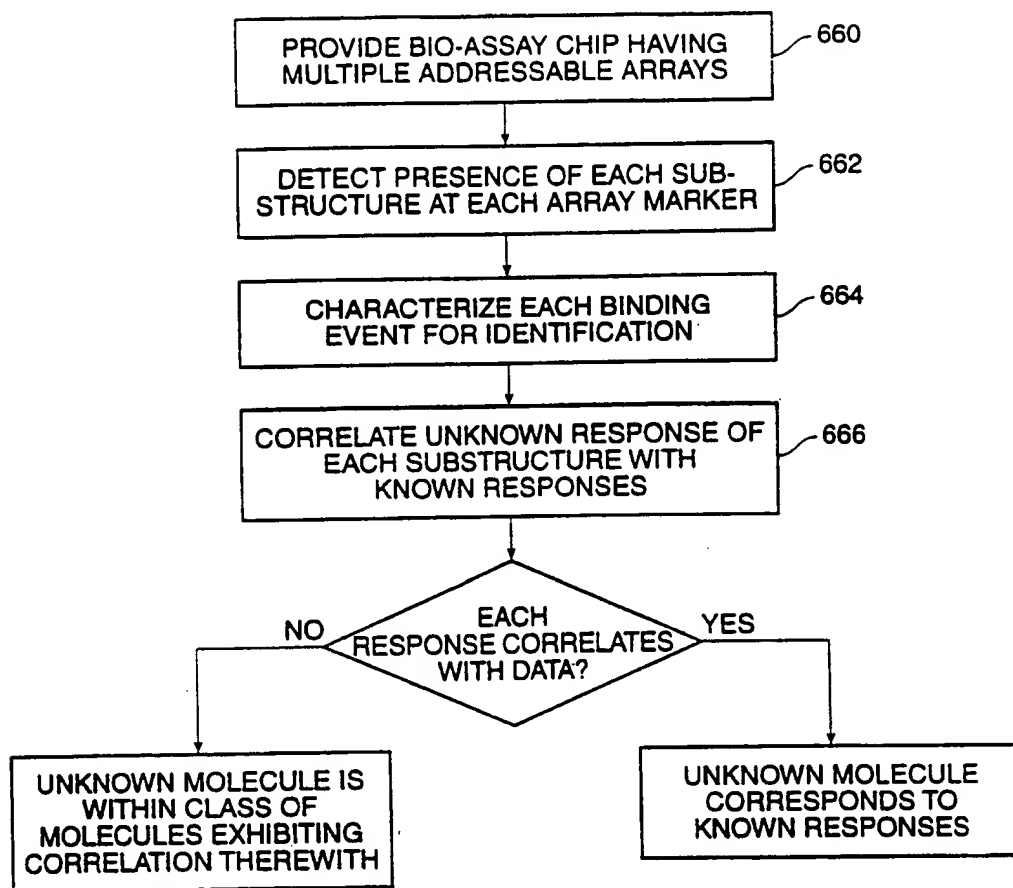 PROVIDE BIO-ASSAY CHIP HAVING
MULTIPLE ADDRESSABLE ARRAYS
660
DETECT PRESENCE OF EACH SUB-
STRUCTURE AT EACH ARRAY MARKER
662
CHARACTERIZE EACH BINDING
EVENT FOR IDENTIFICATION
664
CORRELATE UNKNOWN RESPONSE OF
EACH SUBSTRUCTURE WITH
KNOWN RESPONSES
666
EACH
RESPONSE CORRELATES
WITH DATA?
NO
YES
UNKNOWN MOLECULE IS
WITHIN CLASS OF
MOLECULES EXHIBITING
CORRELATION THEREWITH
UNKNOWN MOLECULE
CORRESPONDS TO
KNOWN RESPONSES